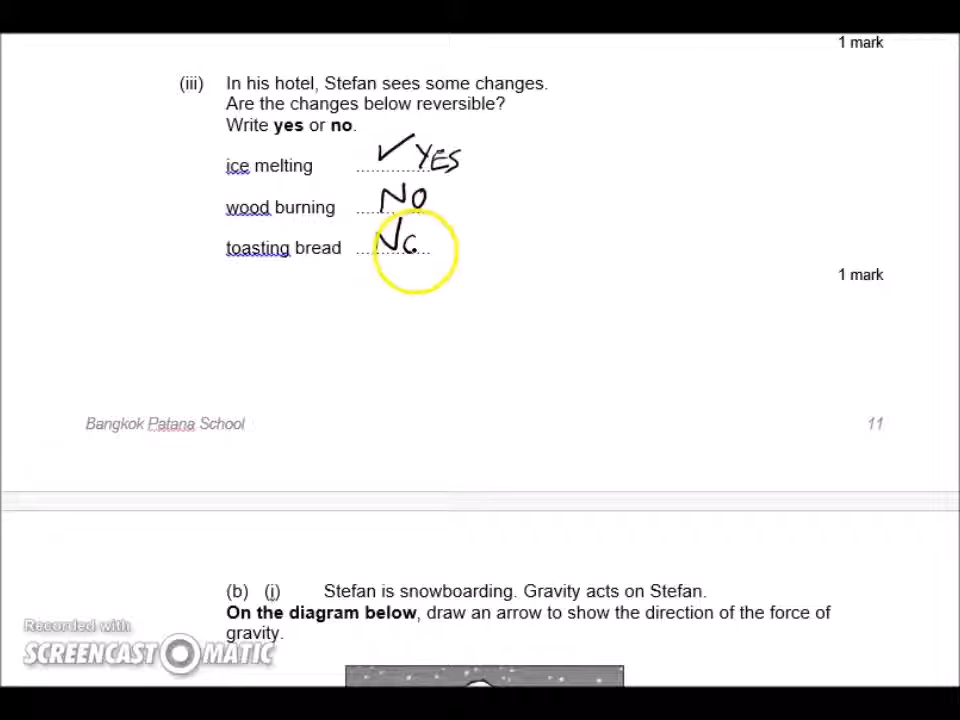 1 mark
(iii) In his hotel, Stefan sees some changes.
Are the changes below reversible?
Write yes or no.
ice melting ............... ✓ YES
wood burning ............... NO
toasting bread ............... No
1 mark
Bangkok Patana School 11
(b) (i) Stefan is snowboarding. Gravity acts on Stefan.
On the diagram below, draw an arrow to show the direction of the force of
gravity.
Recorded with
SCREENCAST-O-MATIC